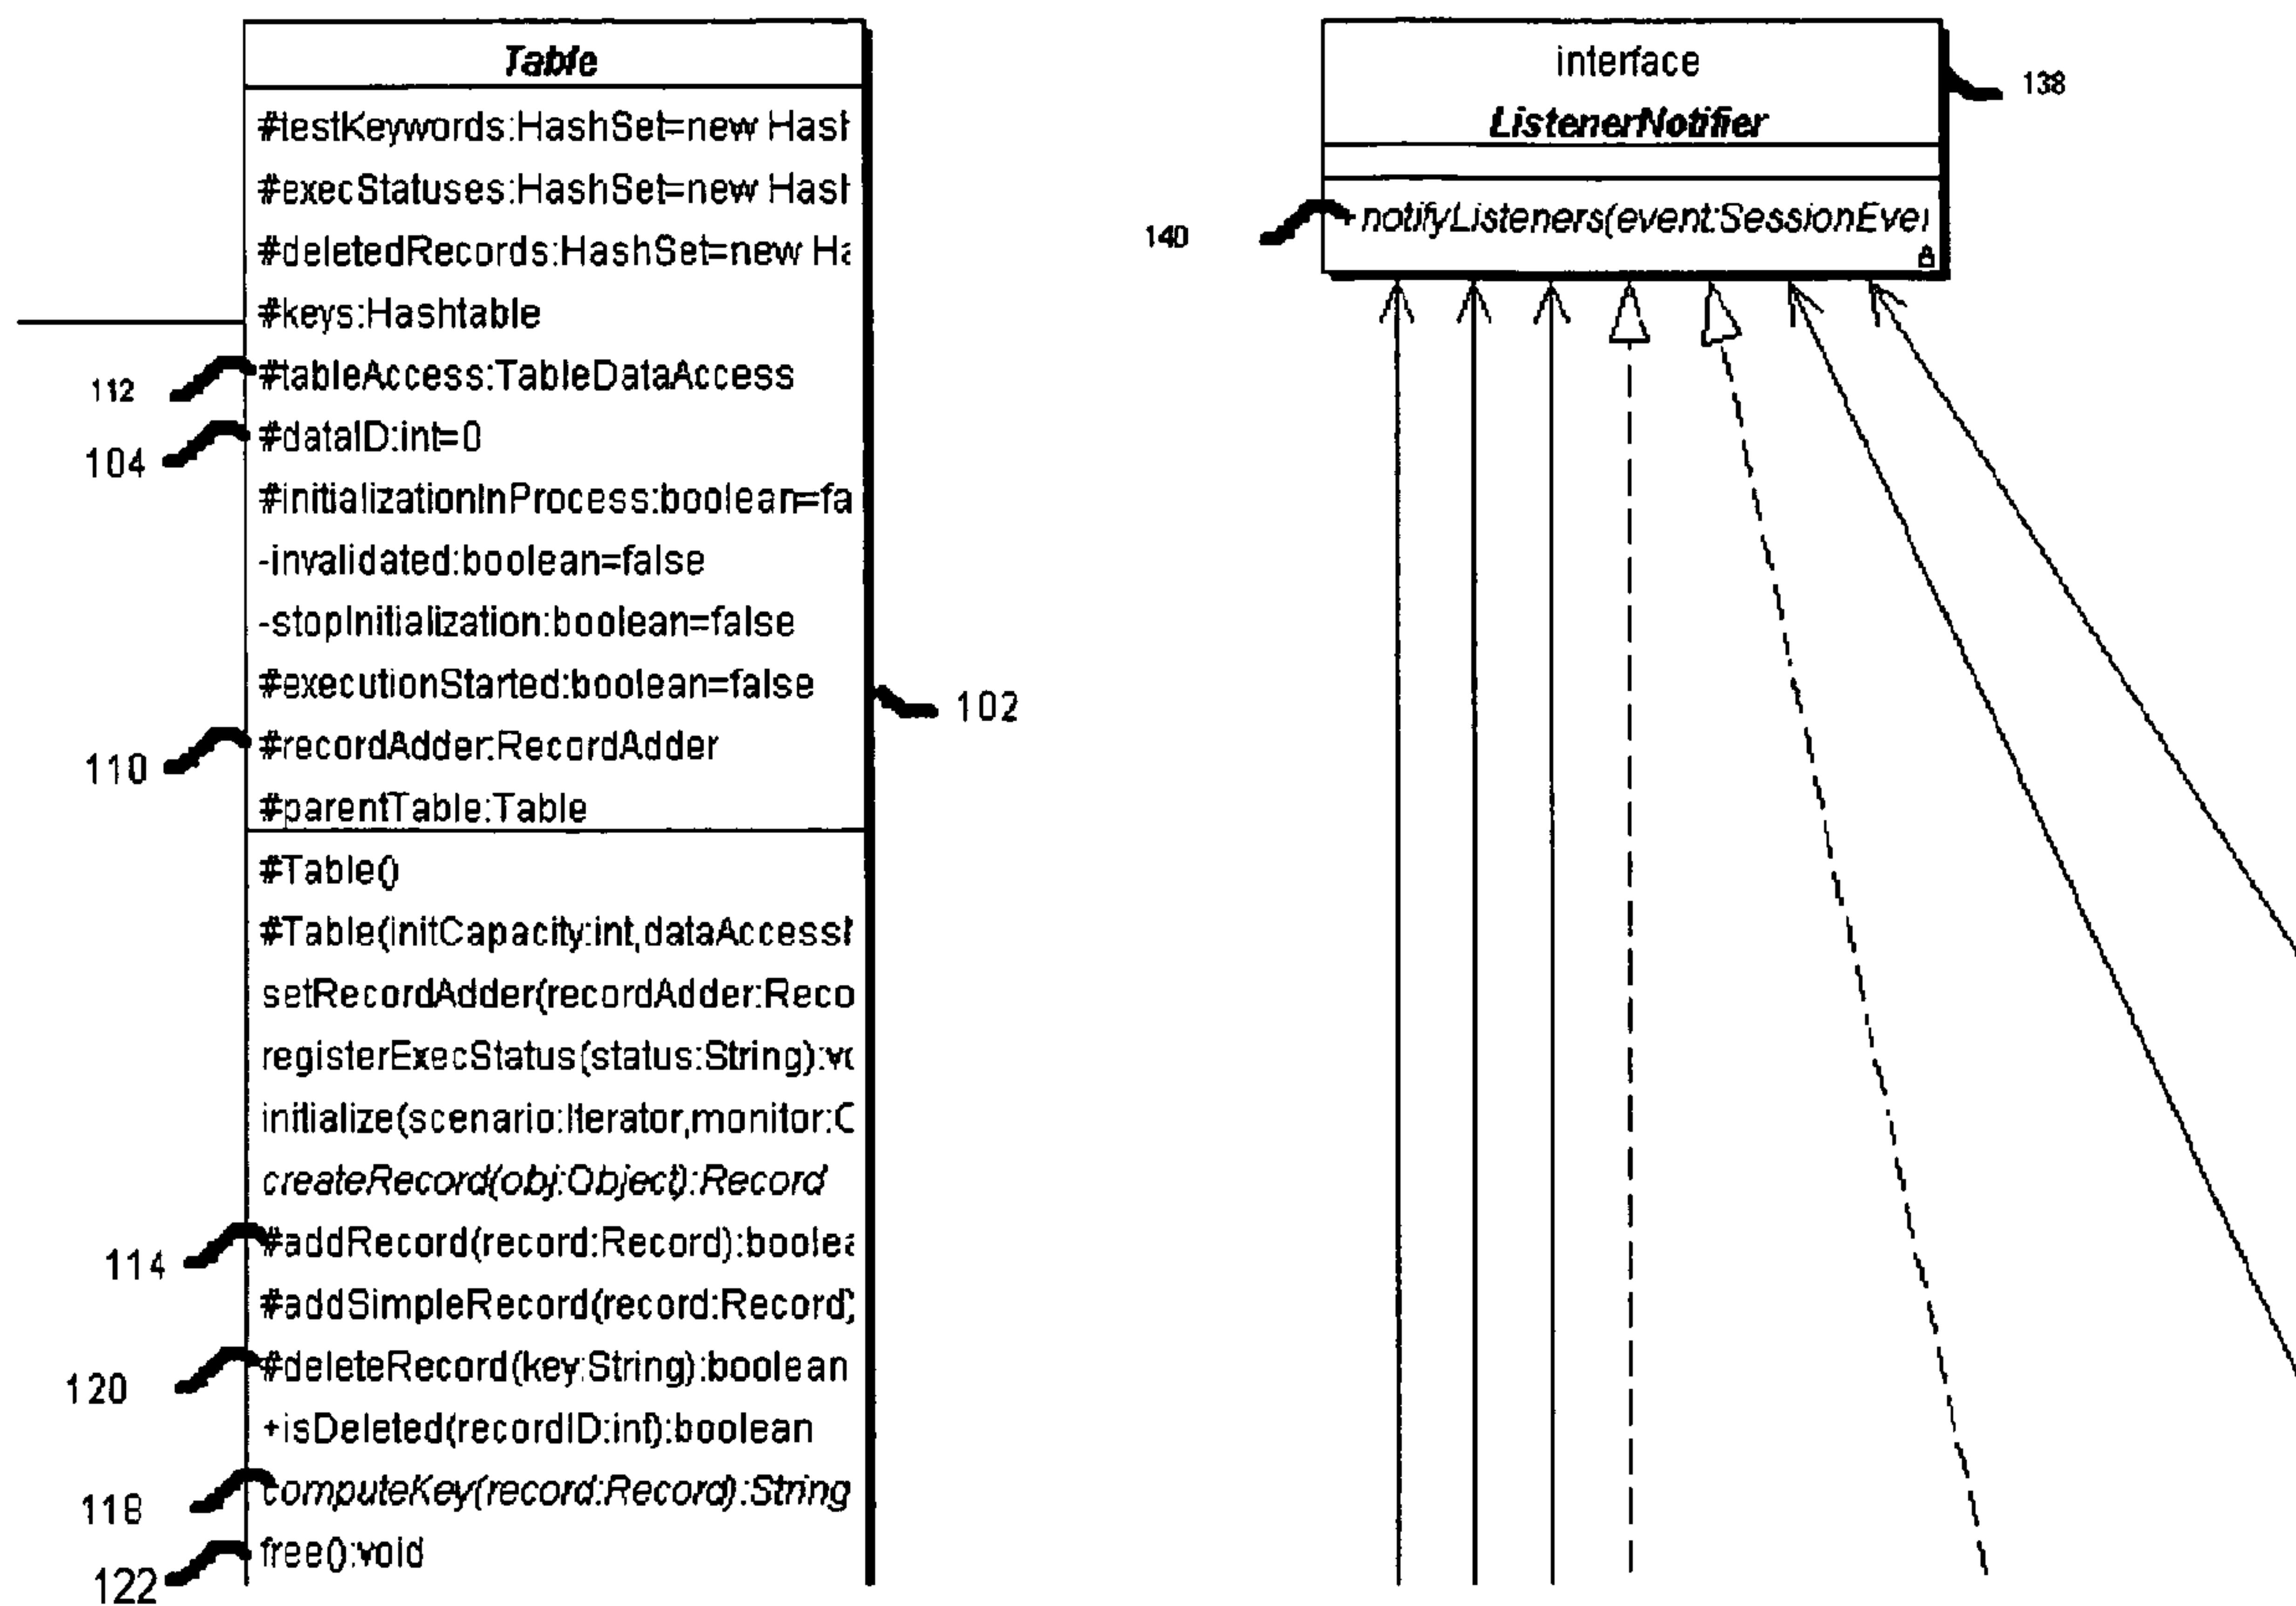 Table
#testKeywords:HashSet=new Hash
#execStatuses:HashSet=new Hash
#deletedRecords:HashSet=new Ha
#keys:Hashtable
112 #tableAccess:TableDataAccess
104 #dataID:int=0
#initializationInProcess:boolean=fa
-invalidated:boolean=false
-stopInitialization:boolean=false
#executionStarted:boolean=false
102
110 #recordAdder:RecordAdder
#parentTable:Table
#Table()
#Table(initCapacity:int,dataAccess
setRecordAdder(recordAdder:Reco
registerExecStatus(status:String):vo
initialize(scenario:Iterator,monitor:C
createRecord(obj:Object):Record
114 #addRecord(record:Record):boolea
#addSimpleRecord(record:Record)
120 #deleteRecord(key:String):boolean
+isDeleted(recordID:int):boolean
118 computeKey(record:Record):String
122 free():void
interface
138
ListenerNotifier
140 +notifyListeners(event:SessionEve